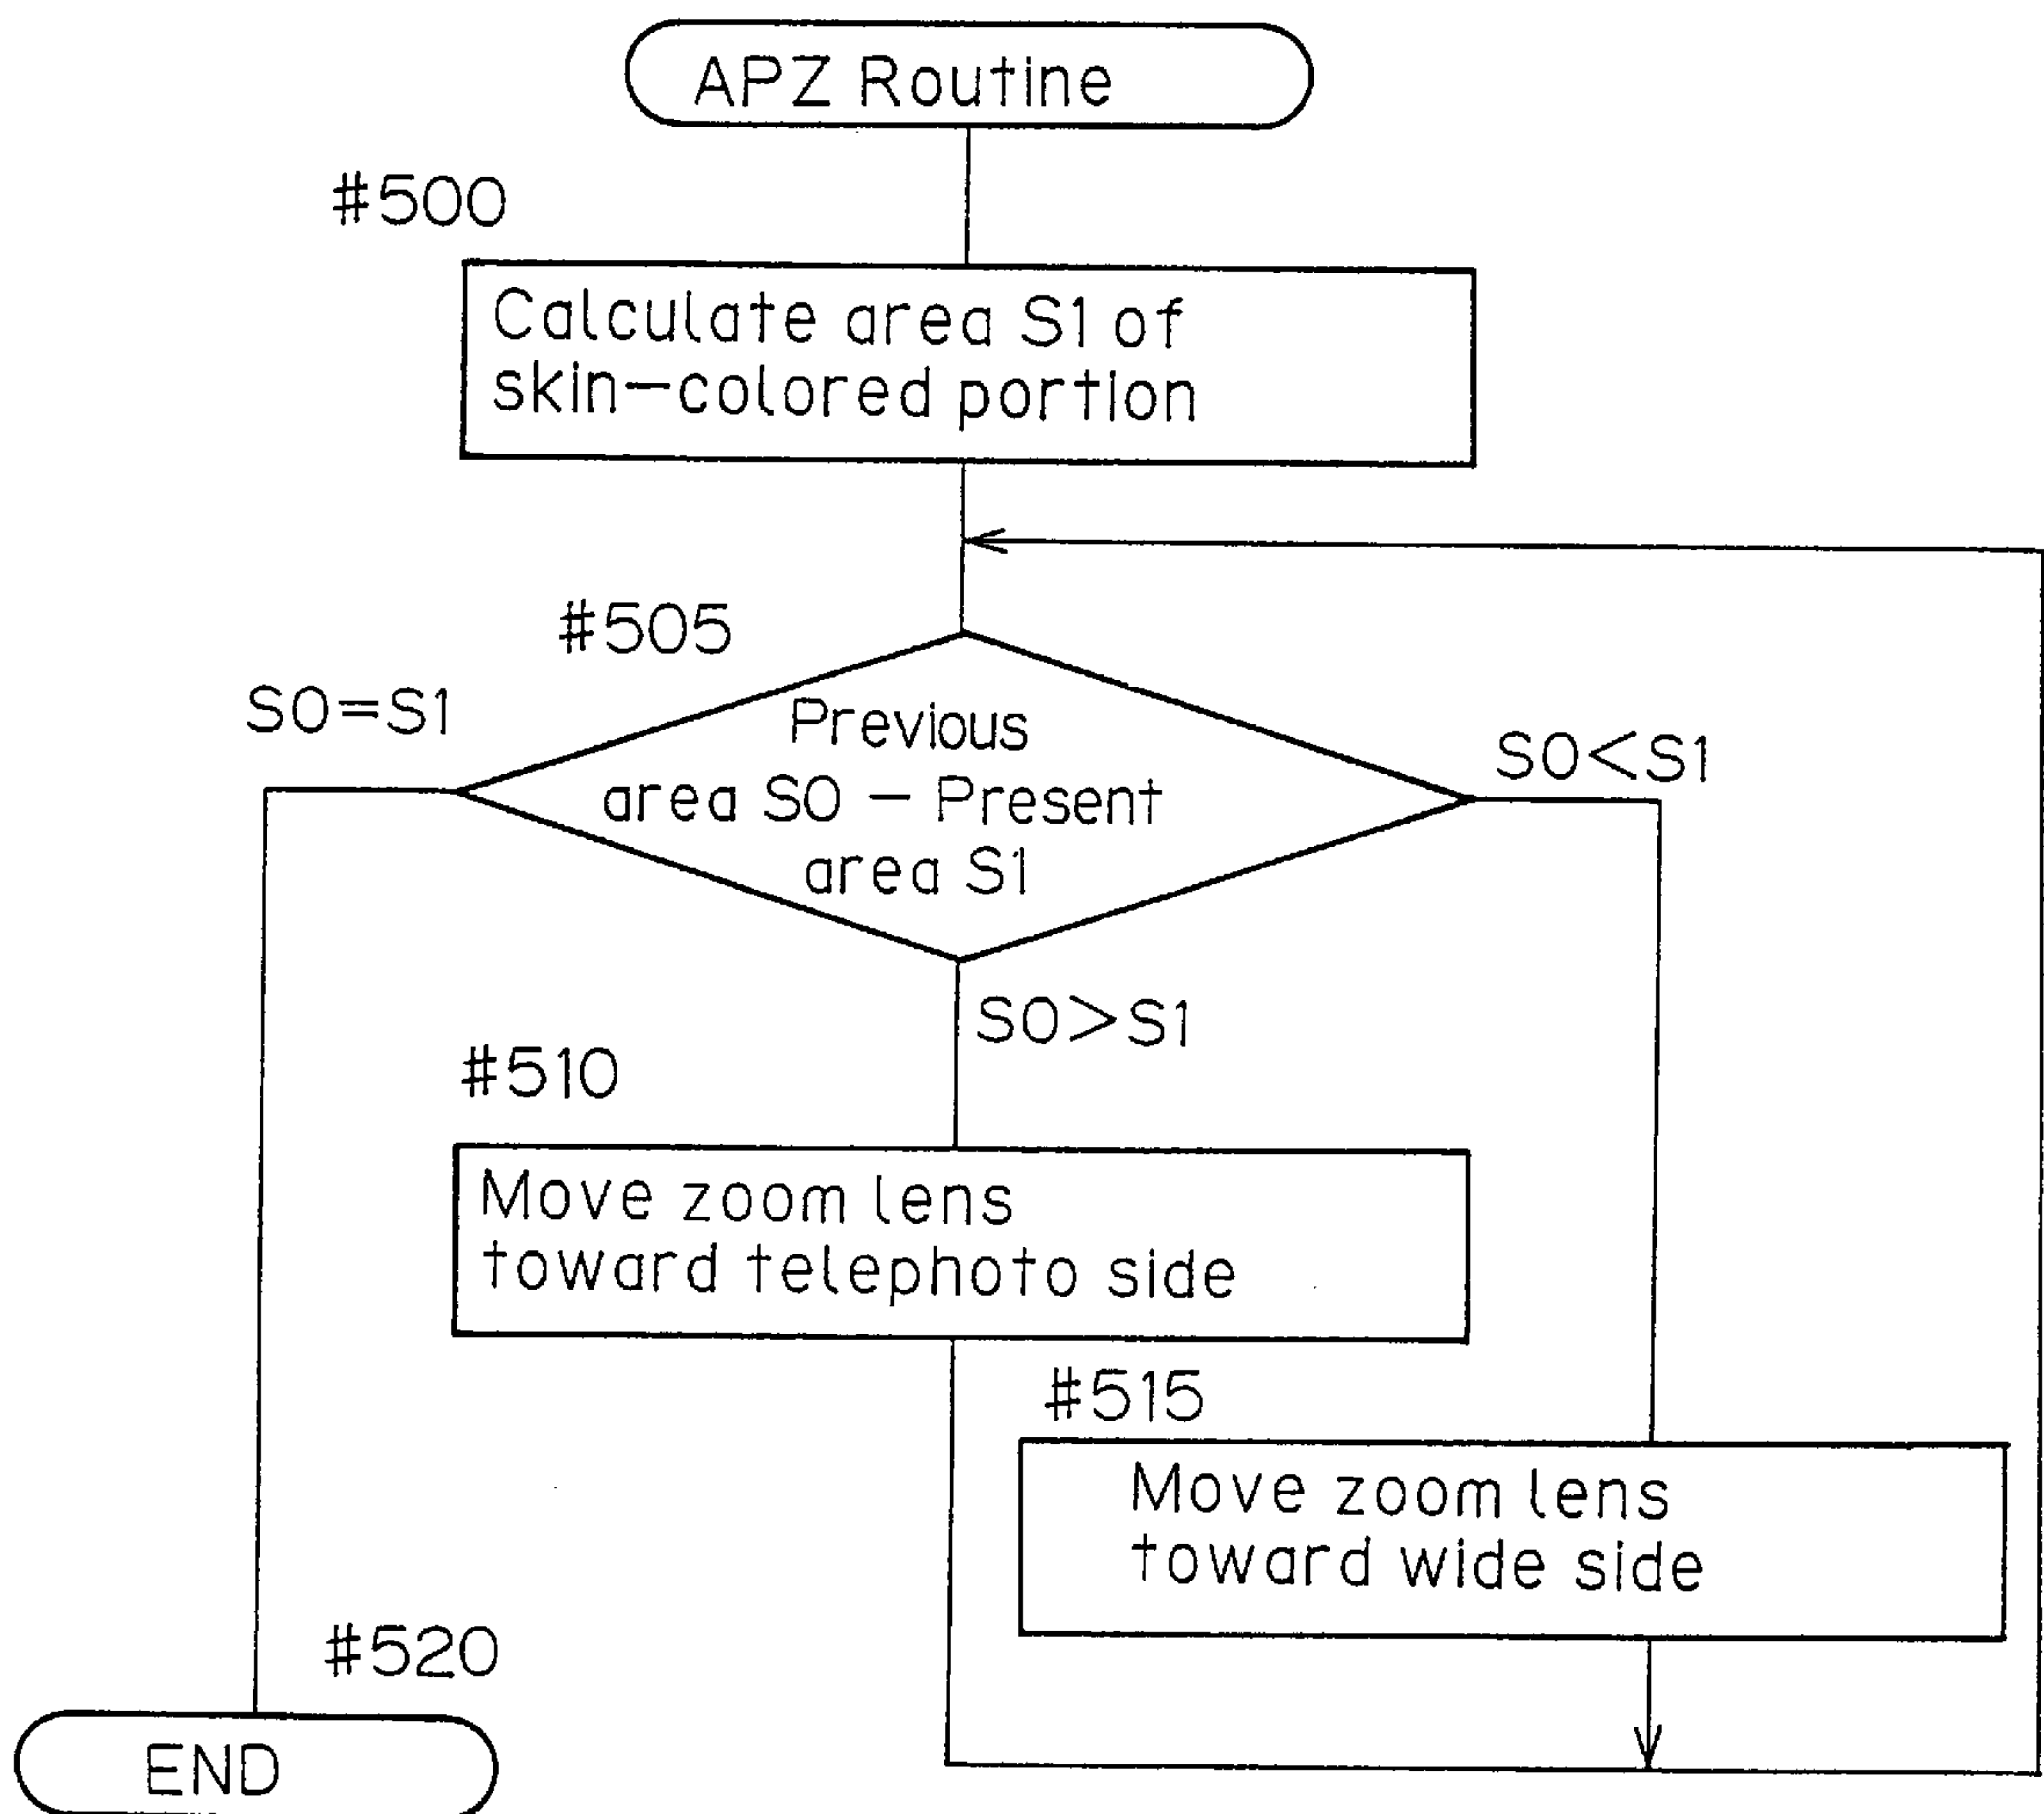 APZ Routine
#500
Calculate area S1 of
skin-colored portion
#505
S0=S1
Previous
area S0 - Present
area S1
S0<S1
S0>S1
#510
Move zoom lens
toward telephoto side
#515
Move zoom lens
toward wide side
#520
END